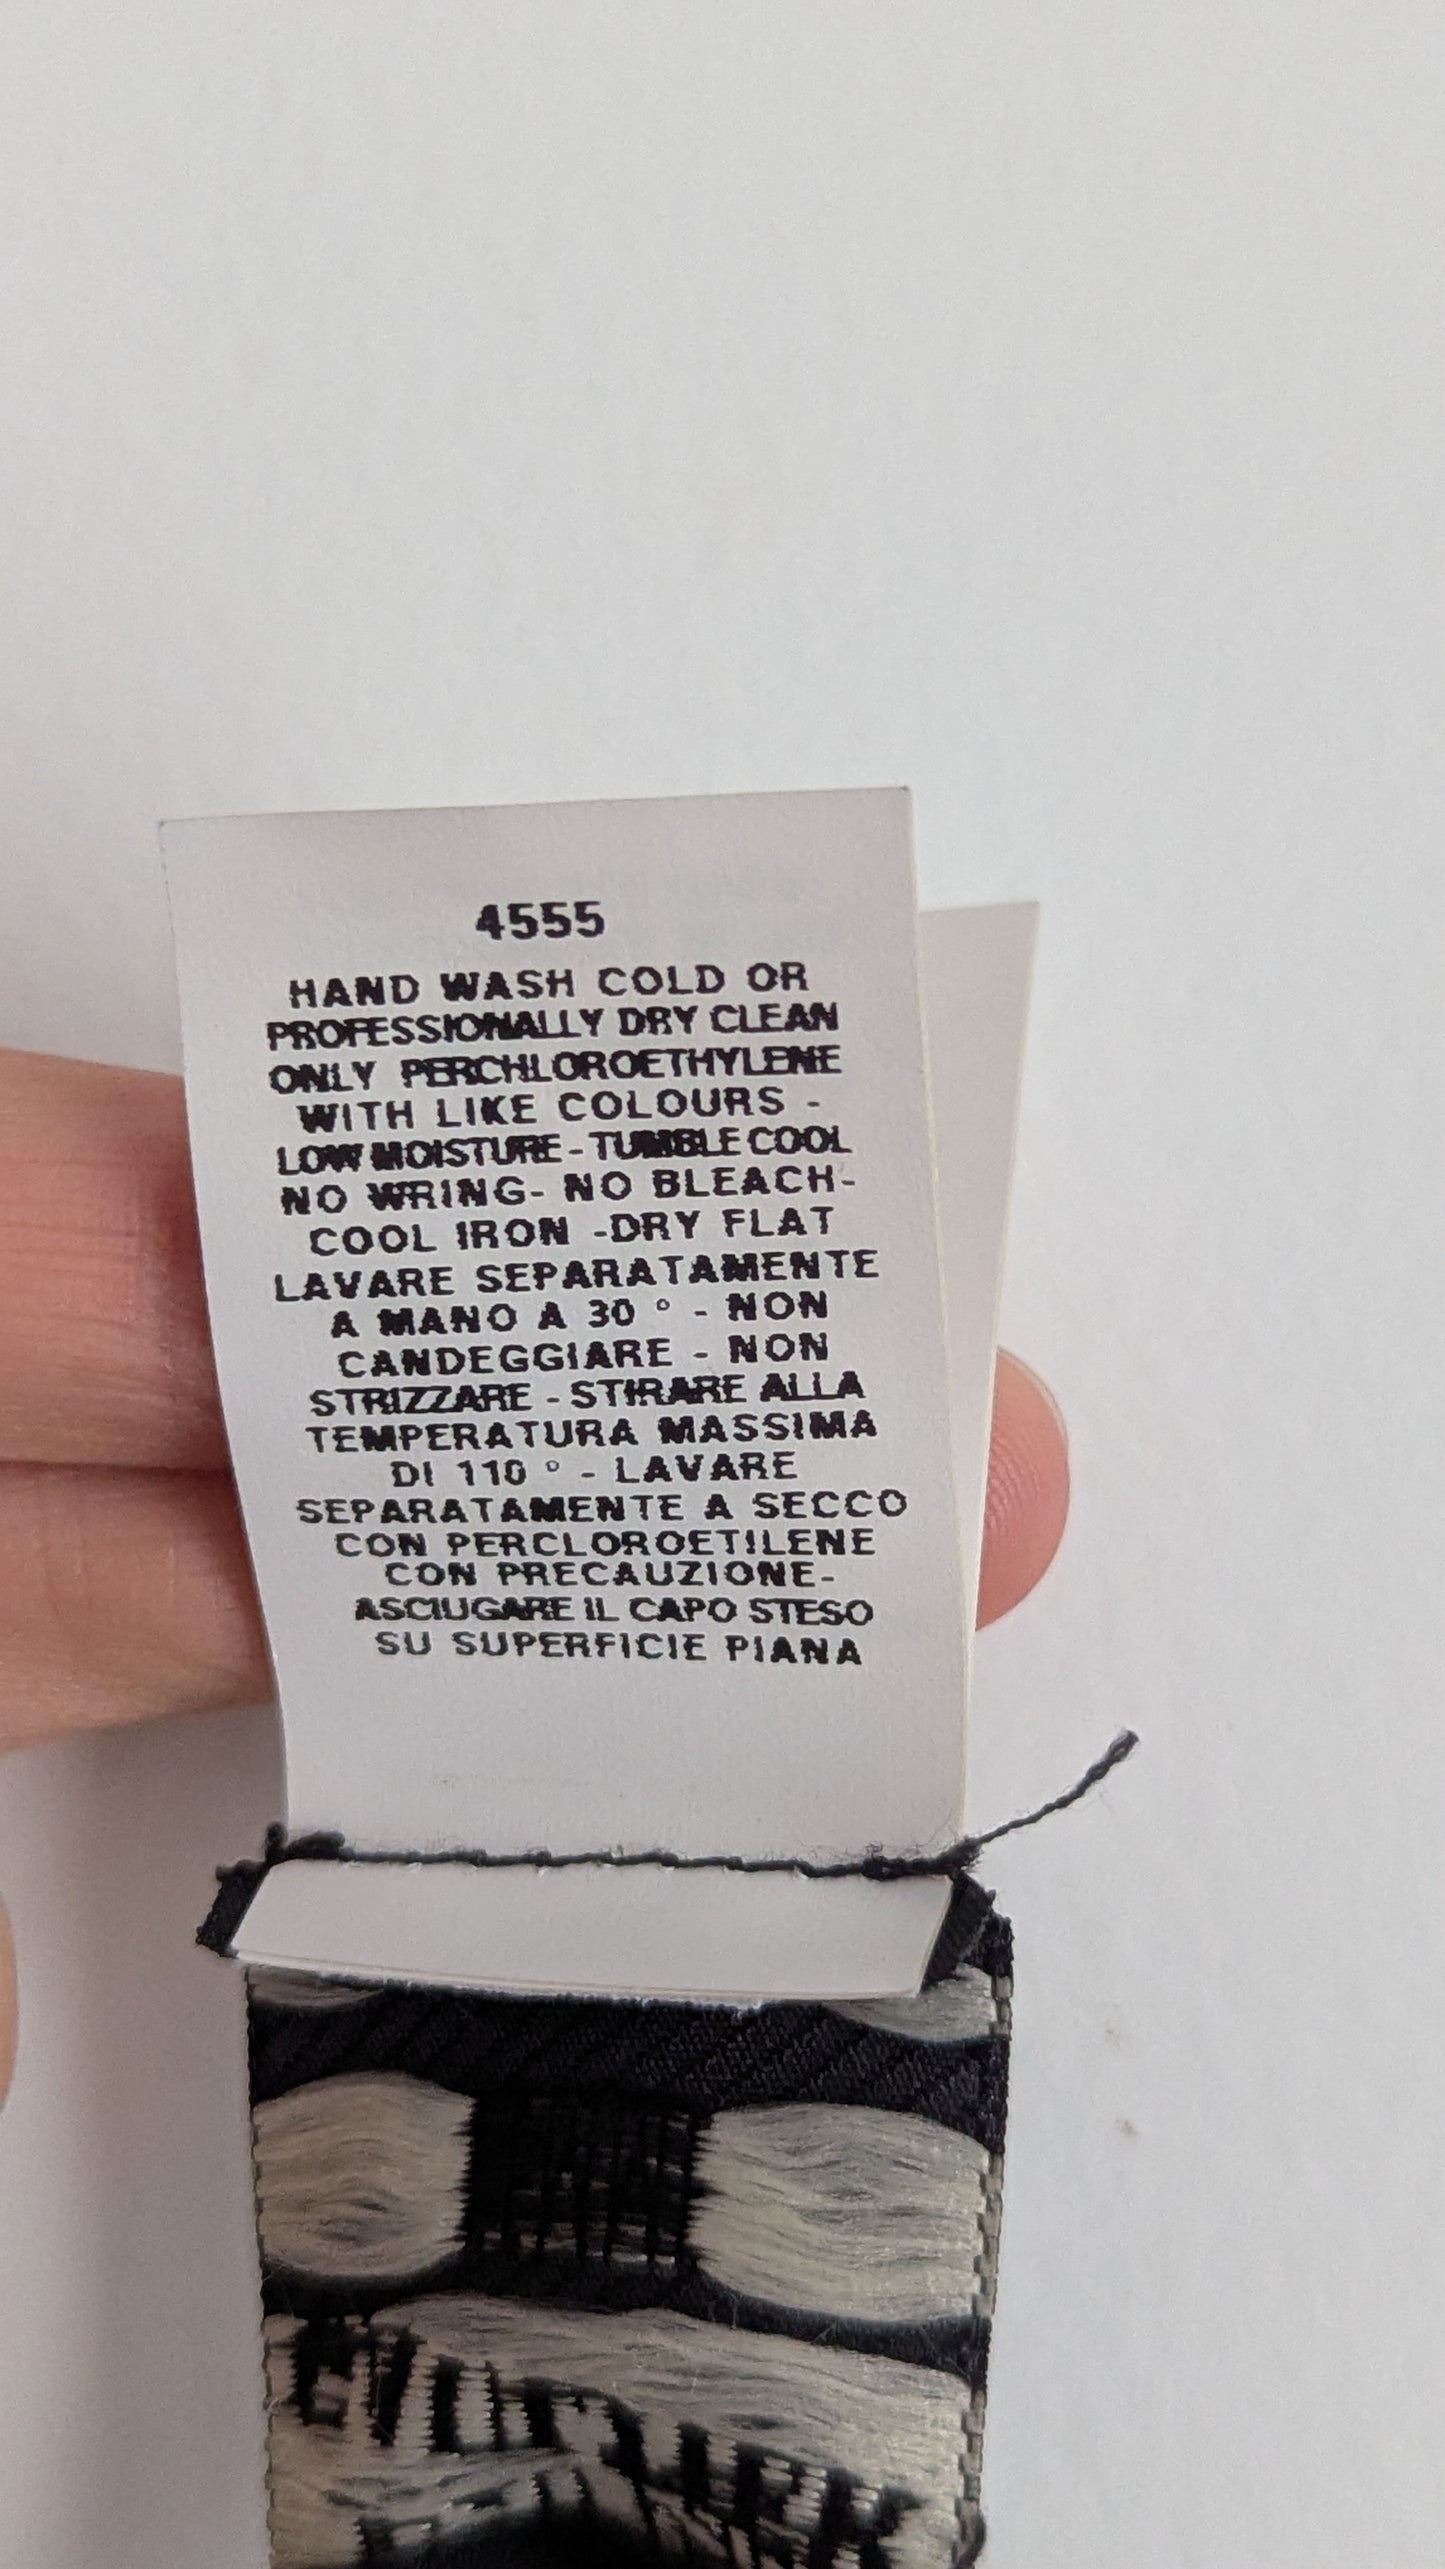 4555
HAND WASH COLD OR
PROFESSIONALLY DRY CLEAN
ONLY PERCHLOROETHYLENE
WITH LIKE COLOURS -
LOW MOISTURE - TUMBLE COOL
NO WRING- NO BLEACH-
COOL IRON -DRY FLAT
LAVARE SEPARATAMENTE
A MANO A 30 ° - NON
CANDEGGIARE - NON
STRIZZARE - STIRARE ALLA
TEMPERATURA MASSIMA
DI 110 ° - LAVARE
SEPARATAMENTE A SECCO
CON PERCLOROETILENE
CON PRECAUZIONE-
ASCIUGARE IL CAPO STESO
SU SUPERFICIE PIANA